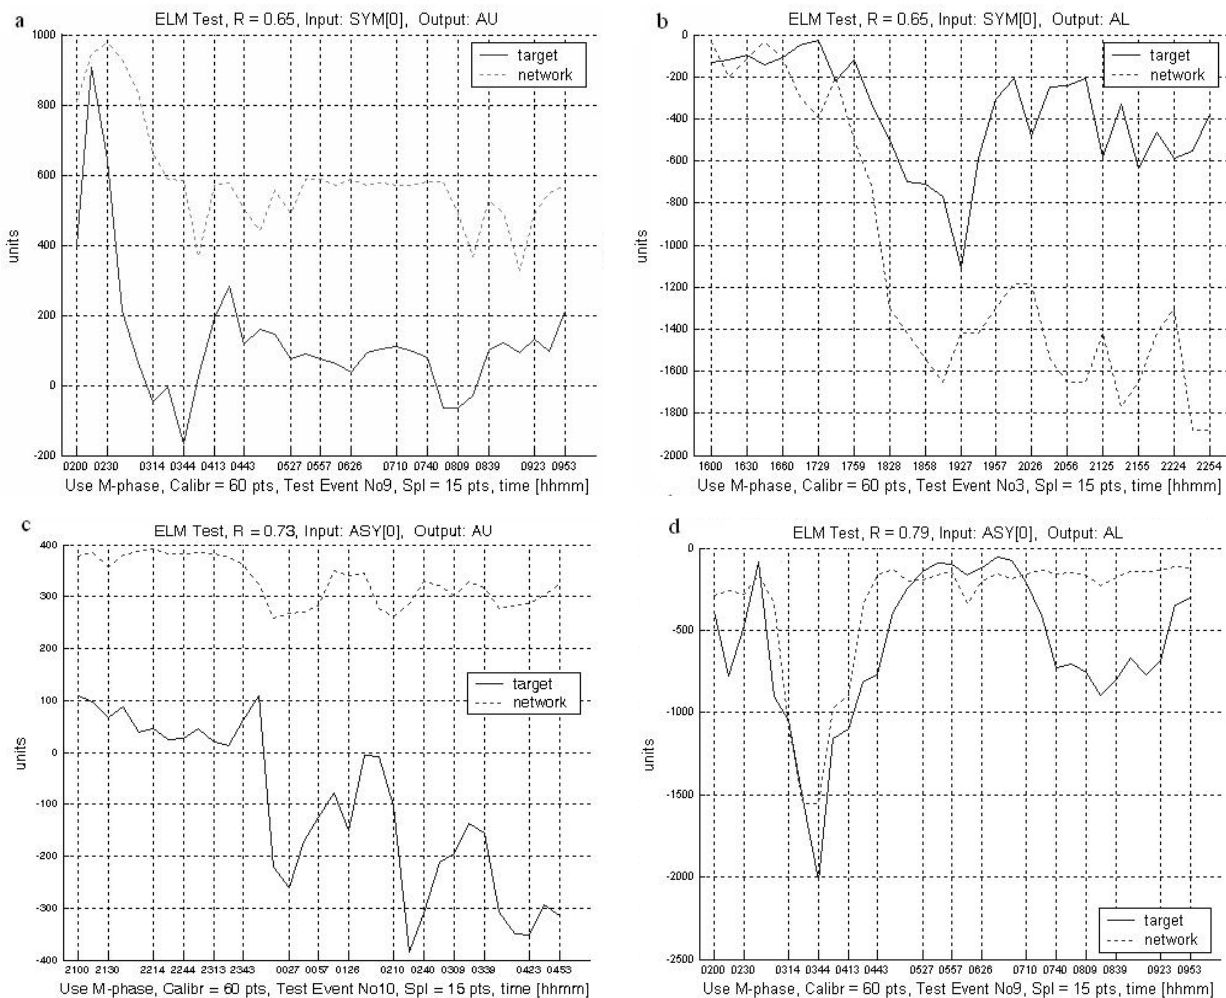 a
ELM Test, R = 0.65, Input: SYM[0], Output: AU
1000
800
600
400
200
0
-200
units
target
network
0200 0230 0314 0344 0413 0443 0527 0557 0626 0710 0740 0809 0839 0923 0953
Use M-phase, Calibr = 60 pts, Test Event No9, Spl = 15 pts, time [hhmm]
b
ELM Test, R = 0.65, Input: SYM[0], Output: AL
0
-200
-400
-600
-800
-1000
-1200
-1400
-1600
-1800
-2000
units
target
network
1600 1630 1660 1729 1759 1828 1858 1927 1957 2026 2056 2125 2155 2224 2254
Use M-phase, Calibr = 60 pts, Test Event No3, Spl = 15 pts, time [hhmm]
c
ELM Test, R = 0.73, Input: ASY[0], Output: AU
400
300
200
100
0
-100
-200
-300
-400
units
target
network
2100 2130 2214 2244 2313 2343 0027 0057 0126 0210 0240 0309 0339 0423 0453
Use M-phase, Calibr = 60 pts, Test Event No10, Spl = 15 pts, time [hhmm]
d
ELM Test, R = 0.79, Input: ASY[0], Output: AL
0
-500
-1000
-1500
-2000
-2500
units
target
network
0200 0230 0314 0344 0413 0443 0527 0557 0626 0710 0740 0809 0839 0923 0953
Use M-phase, Calibr = 60 pts, Test Event No9, Spl = 15 pts, time [hhmm]